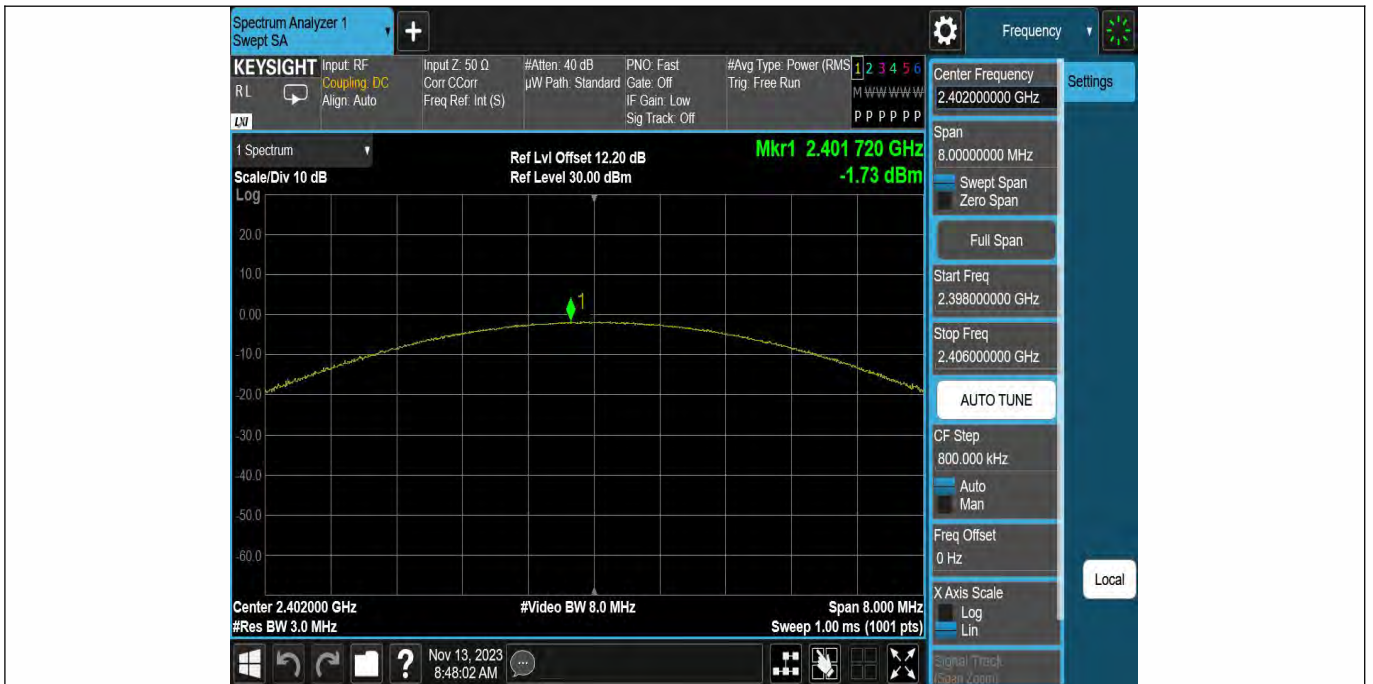 Spectrum Analyzer 1
Swept SA
+
Frequency
KEYSIGHT
RL
LXI
Input: RF
Coupling: DC
Align: Auto
Input Z: 50 Ω
Corr CCorr
Freq Ref: Int (S)
#Atten: 40 dB
µW Path: Standard
PNO: Fast
Gate: Off
IF Gain: Low
Sig Track: Off
#Avg Type: Power (RMS
Trig: Free Run
1 2 3 4 5 6
M W W W W W
P P P P P P
1 Spectrum
Scale/Div 10 dB
Log
Ref Lvl Offset 12.20 dB
Ref Level 30.00 dBm
Mkr1 2.401 720 GHz
-1.73 dBm
1
20.0
10.0
0.00
-10.0
-20.0
-30.0
-40.0
-50.0
-60.0
Center 2.402000 GHz
#Res BW 3.0 MHz
#Video BW 8.0 MHz
Span 8.000 MHz
Sweep 1.00 ms (1001 pts)
Center Frequency
2.402000000 GHz
Span
8.00000000 MHz
Swept Span
Zero Span
Full Span
Start Freq
2.398000000 GHz
Stop Freq
2.406000000 GHz
AUTO TUNE
CF Step
800.000 kHz
Auto
Man
Freq Offset
0 Hz
X Axis Scale
Log
Lin
Signal Track
(Span Zoom)
Settings
Local
?
Nov 13, 2023
8:48:02 AM